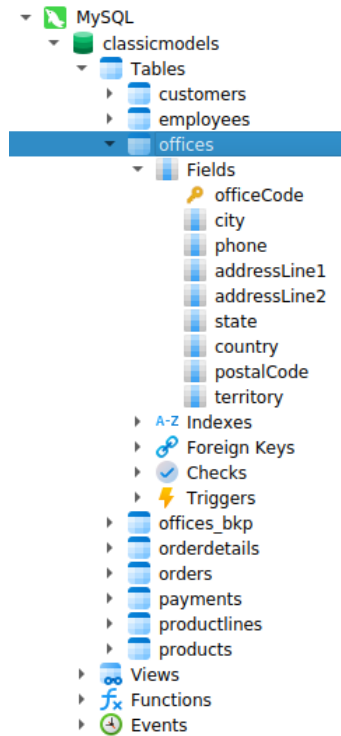 MySQL
classicmodels
Tables
customers
employees
offices
Fields
officeCode
city
phone
addressLine1
addressLine2
state
country
postalCode
territory
A-Z Indexes
Foreign Keys
Checks
Triggers
offices_bkp
orderdetails
orders
payments
productlines
products
Views
fx Functions
Events